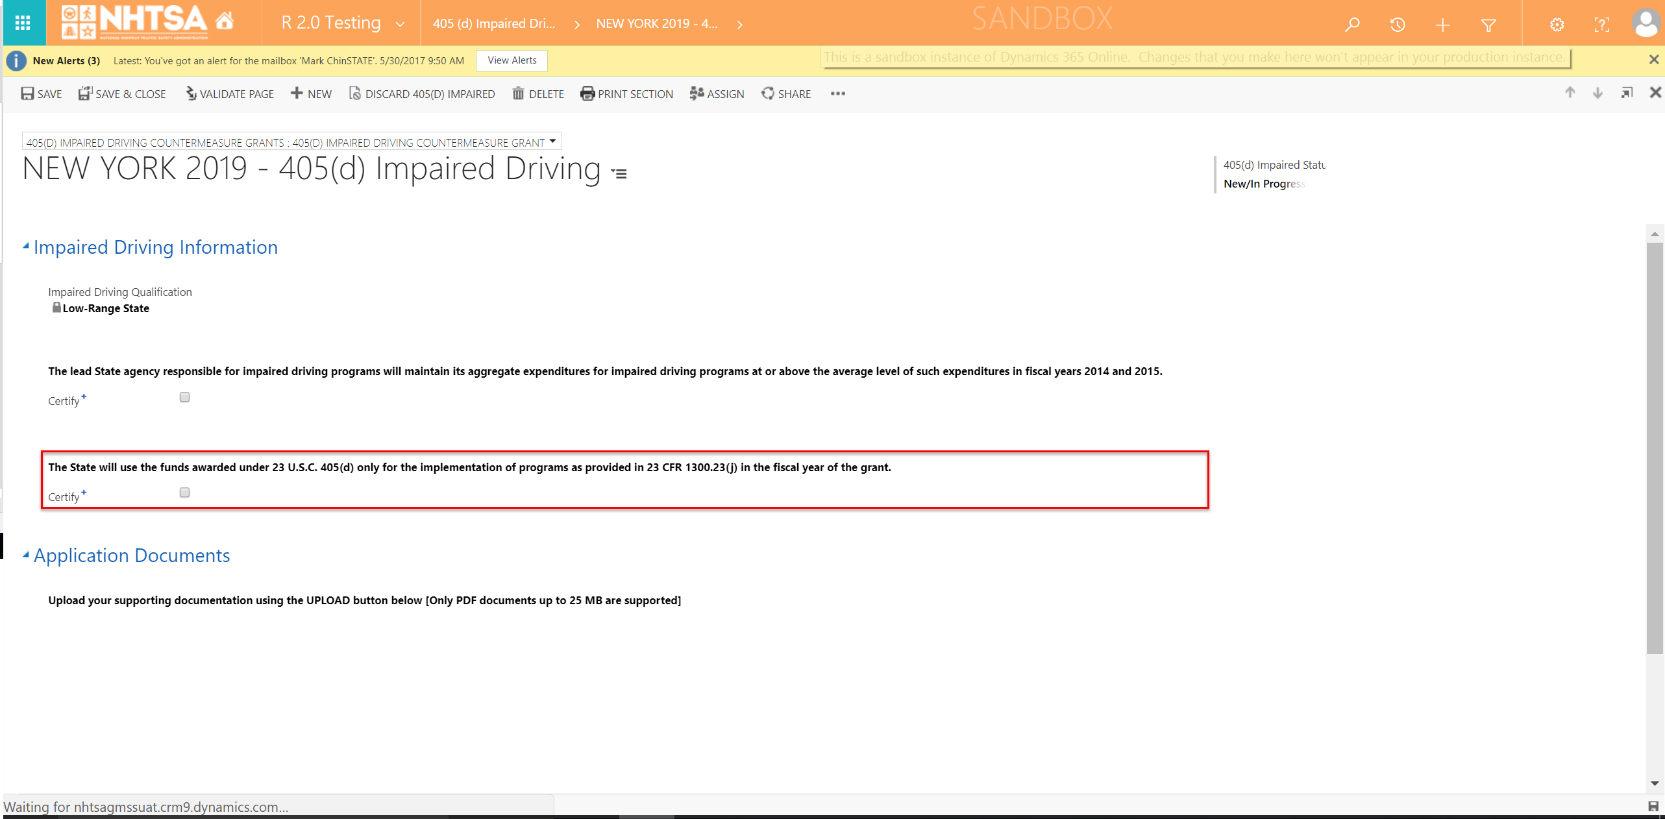 NHTSA
NATIONAL HIGHWAY TRAFFIC SAFETY ADMINISTRATION
R 2.0 Testing
405 (d) Impaired Dri...
NEW YORK 2019 - 4...
SANDBOX
New Alerts (3) Latest: You've got an alert for the mailbox 'Mark ChinSTATE'. 5/30/2017 9:50 AM View Alerts
This is a sandbox instance of Dynamics 365 Online. Changes that you make here won't appear in your production instance.
SAVE SAVE & CLOSE VALIDATE PAGE NEW DISCARD 405(D) IMPAIRED DELETE PRINT SECTION ASSIGN SHARE
405(D) IMPAIRED DRIVING COUNTERMEASURE GRANTS : 405(D) IMPAIRED DRIVING COUNTERMEASURE GRANT
NEW YORK 2019 - 405(d) Impaired Driving
405(d) Impaired Statu
New/In Progress
Impaired Driving Information
Impaired Driving Qualification
Low-Range State
The lead State agency responsible for impaired driving programs will maintain its aggregate expenditures for impaired driving programs at or above the average level of such expenditures in fiscal years 2014 and 2015.
Certify+
The State will use the funds awarded under 23 U.S.C. 405(d) only for the implementation of programs as provided in 23 CFR 1300.23(j) in the fiscal year of the grant.
Certify+
Application Documents
Upload your supporting documentation using the UPLOAD button below [Only PDF documents up to 25 MB are supported]
Waiting for nhtsagmssuat.crm9.dynamics.com...